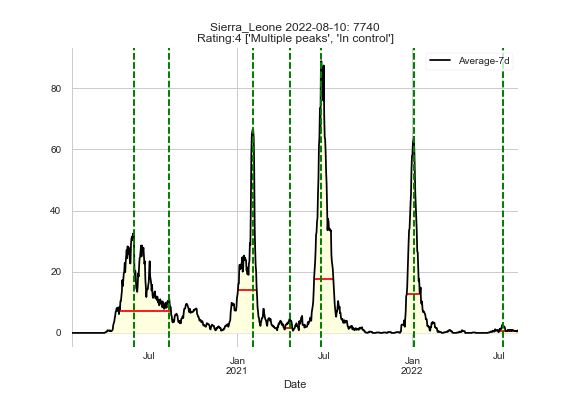 Sierra_Leone 2022-08-10: 7740
Rating:4 ['Multiple peaks', 'In control']
Average-7d
80
60
40
20
0
Jul
Jan
2021
Jul
Jan
2022
Jul
Date